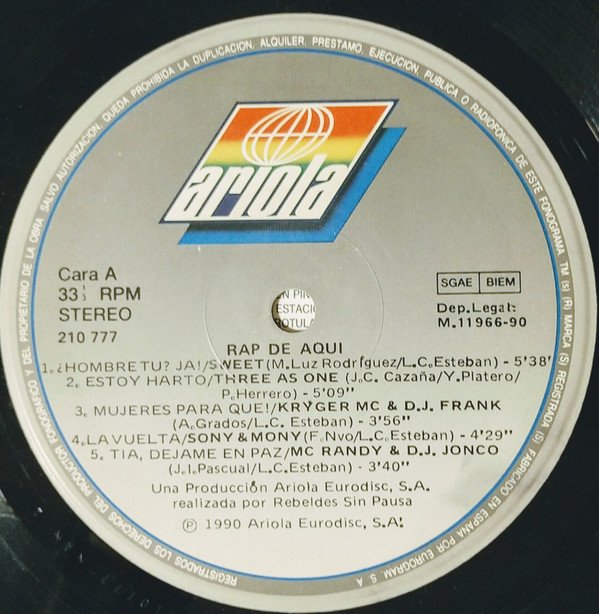 REGISTRADOS LOS DERECHOS DEL PRODUCTOR FONOGRAFICO Y DEL PROPIETARIO DE LA OBRA. SALVO AUTORIZACION, QUEDA PROHIBIDA LA DUPLICACION, ALQUILER, PRESTAMO, EJECUCION, PUBLICA O RADIOFONICA DE ESTE FONOGRAMA TM (s) (R) MARCA (S) REGISTRADA (S) FABRICADO EN ESPAÑA POR EUROGRAM, S. A
ariola
Cara A
33⅓ RPM
STEREO
210 777
SGAE BIEM
Dep. Legal:
M.11966-90
ESTACI
ROTULA
RAP DE AQUI
1.¿HOMBRETU? JA!/SWEET(M.Luz Rodríguez/L.C.Esteban) - 5'38"
2. ESTOY HARTO/THREE AS ONE (J.C. Cazaña/Y.Platero/
P.Herrero) - 5'09"
3. MUJERES PARA QUE!/KRYGER MC & D.J. FRANK
(A.Grados/L.C. Esteban) - 3'56"
4.LA VUELTA/SONY & MONY(F.Nvo/L.C.Esteban) - 4'29"
5. TIA, DEJAME EN PAZ/MC RANDY & D.J. JONCO
(J.I.Pascual/L.C.Esteban) - 3'40"
Una Producción Ariola Eurodisc, S.A.
realizada por Rebeldes Sin Pausa
Ⓟ 1990 Ariola Eurodisc, S.A.